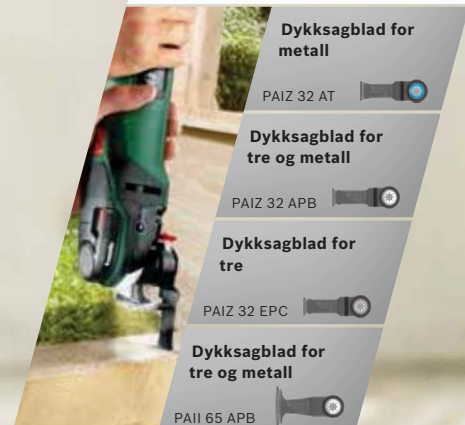 Dykksagblad for
metall
PAIZ 32 AT
Dykksagblad for
tre og metall
PAIZ 32 APB
Dykksagblad for
tre
PAIZ 32 EPC
Dykksagblad for
tre og metall
PAII 65 APB